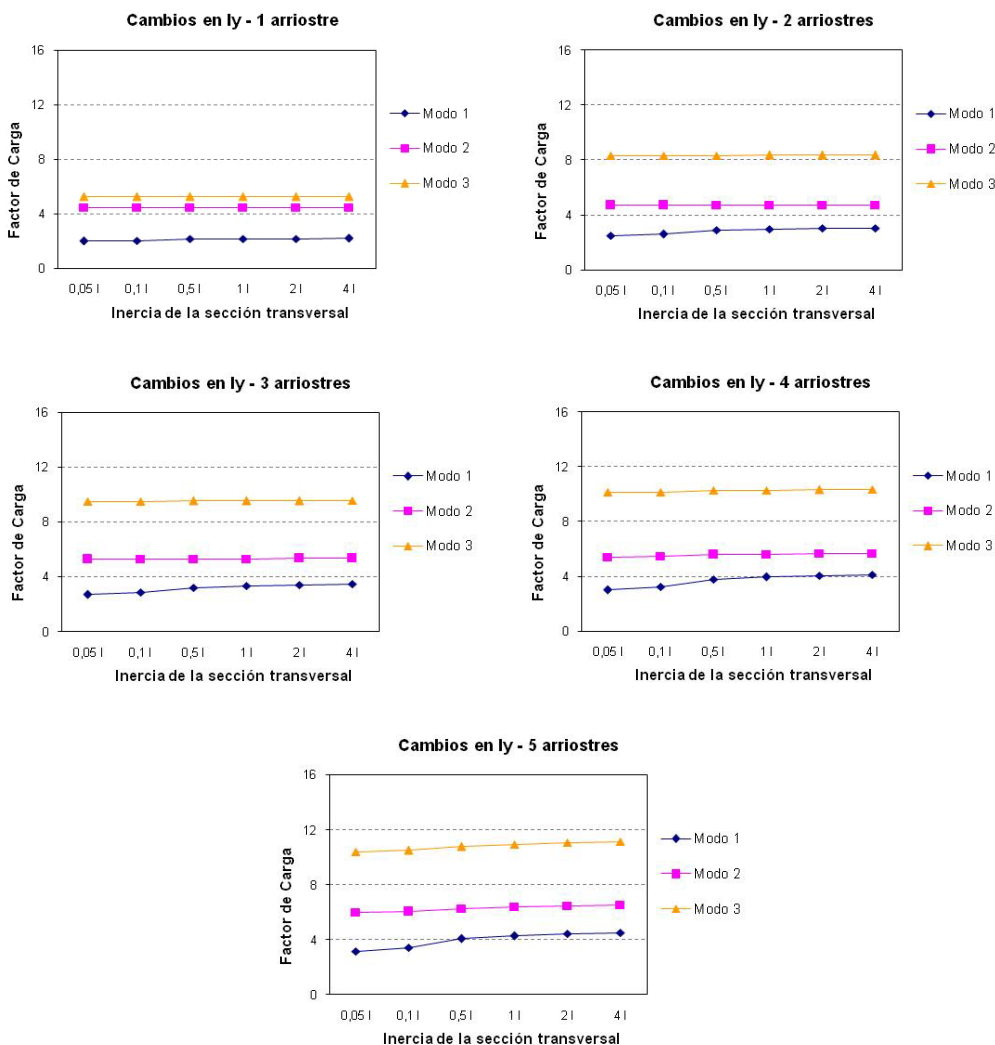 Cambios en Iy - 1 arriostre
16
12
8
4
0
Factor de Carga
0,05 I
0,1 I
0,5 I
1 I
2 I
4 I
Inercia de la sección transversal
Modo 1
Modo 2
Modo 3
Cambios en Iy - 2 arriostres
16
12
8
4
0
Factor de Carga
0,05 I
0,1 I
0,5 I
1 I
2 I
4 I
Inercia de la sección transversal
Modo 1
Modo 2
Modo 3
Cambios en Iy - 3 arriostres
16
12
8
4
0
Factor de Carga
0,05 I
0,1 I
0,5 I
1 I
2 I
4 I
Inercia de la sección transversal
Modo 1
Modo 2
Modo 3
Cambios en Iy - 4 arriostres
16
12
8
4
0
Factor de Carga
0,05 I
0,1 I
0,5 I
1 I
2 I
4 I
Inercia de la sección transversal
Modo 1
Modo 2
Modo 3
Cambios en Iy - 5 arriostres
16
12
8
4
0
Factor de Carga
0,05 I
0,1 I
0,5 I
1 I
2 I
4 I
Inercia de la sección transversal
Modo 1
Modo 2
Modo 3